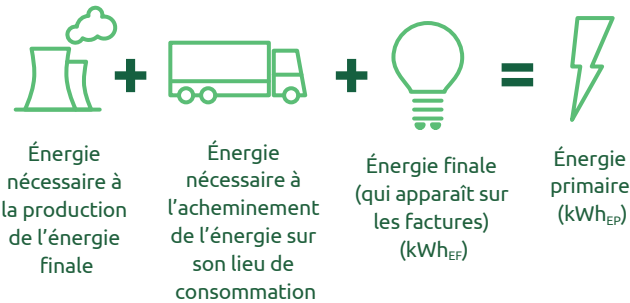 +
+
=
Énergie
nécessaire à
la production
de l’énergie
finale
Énergie
nécessaire à
l’acheminement
de l’énergie sur
son lieu de
consommation
Énergie finale
(qui apparaît sur
les factures)
(kWhEF)
Énergie
primaire
(kWhEP)